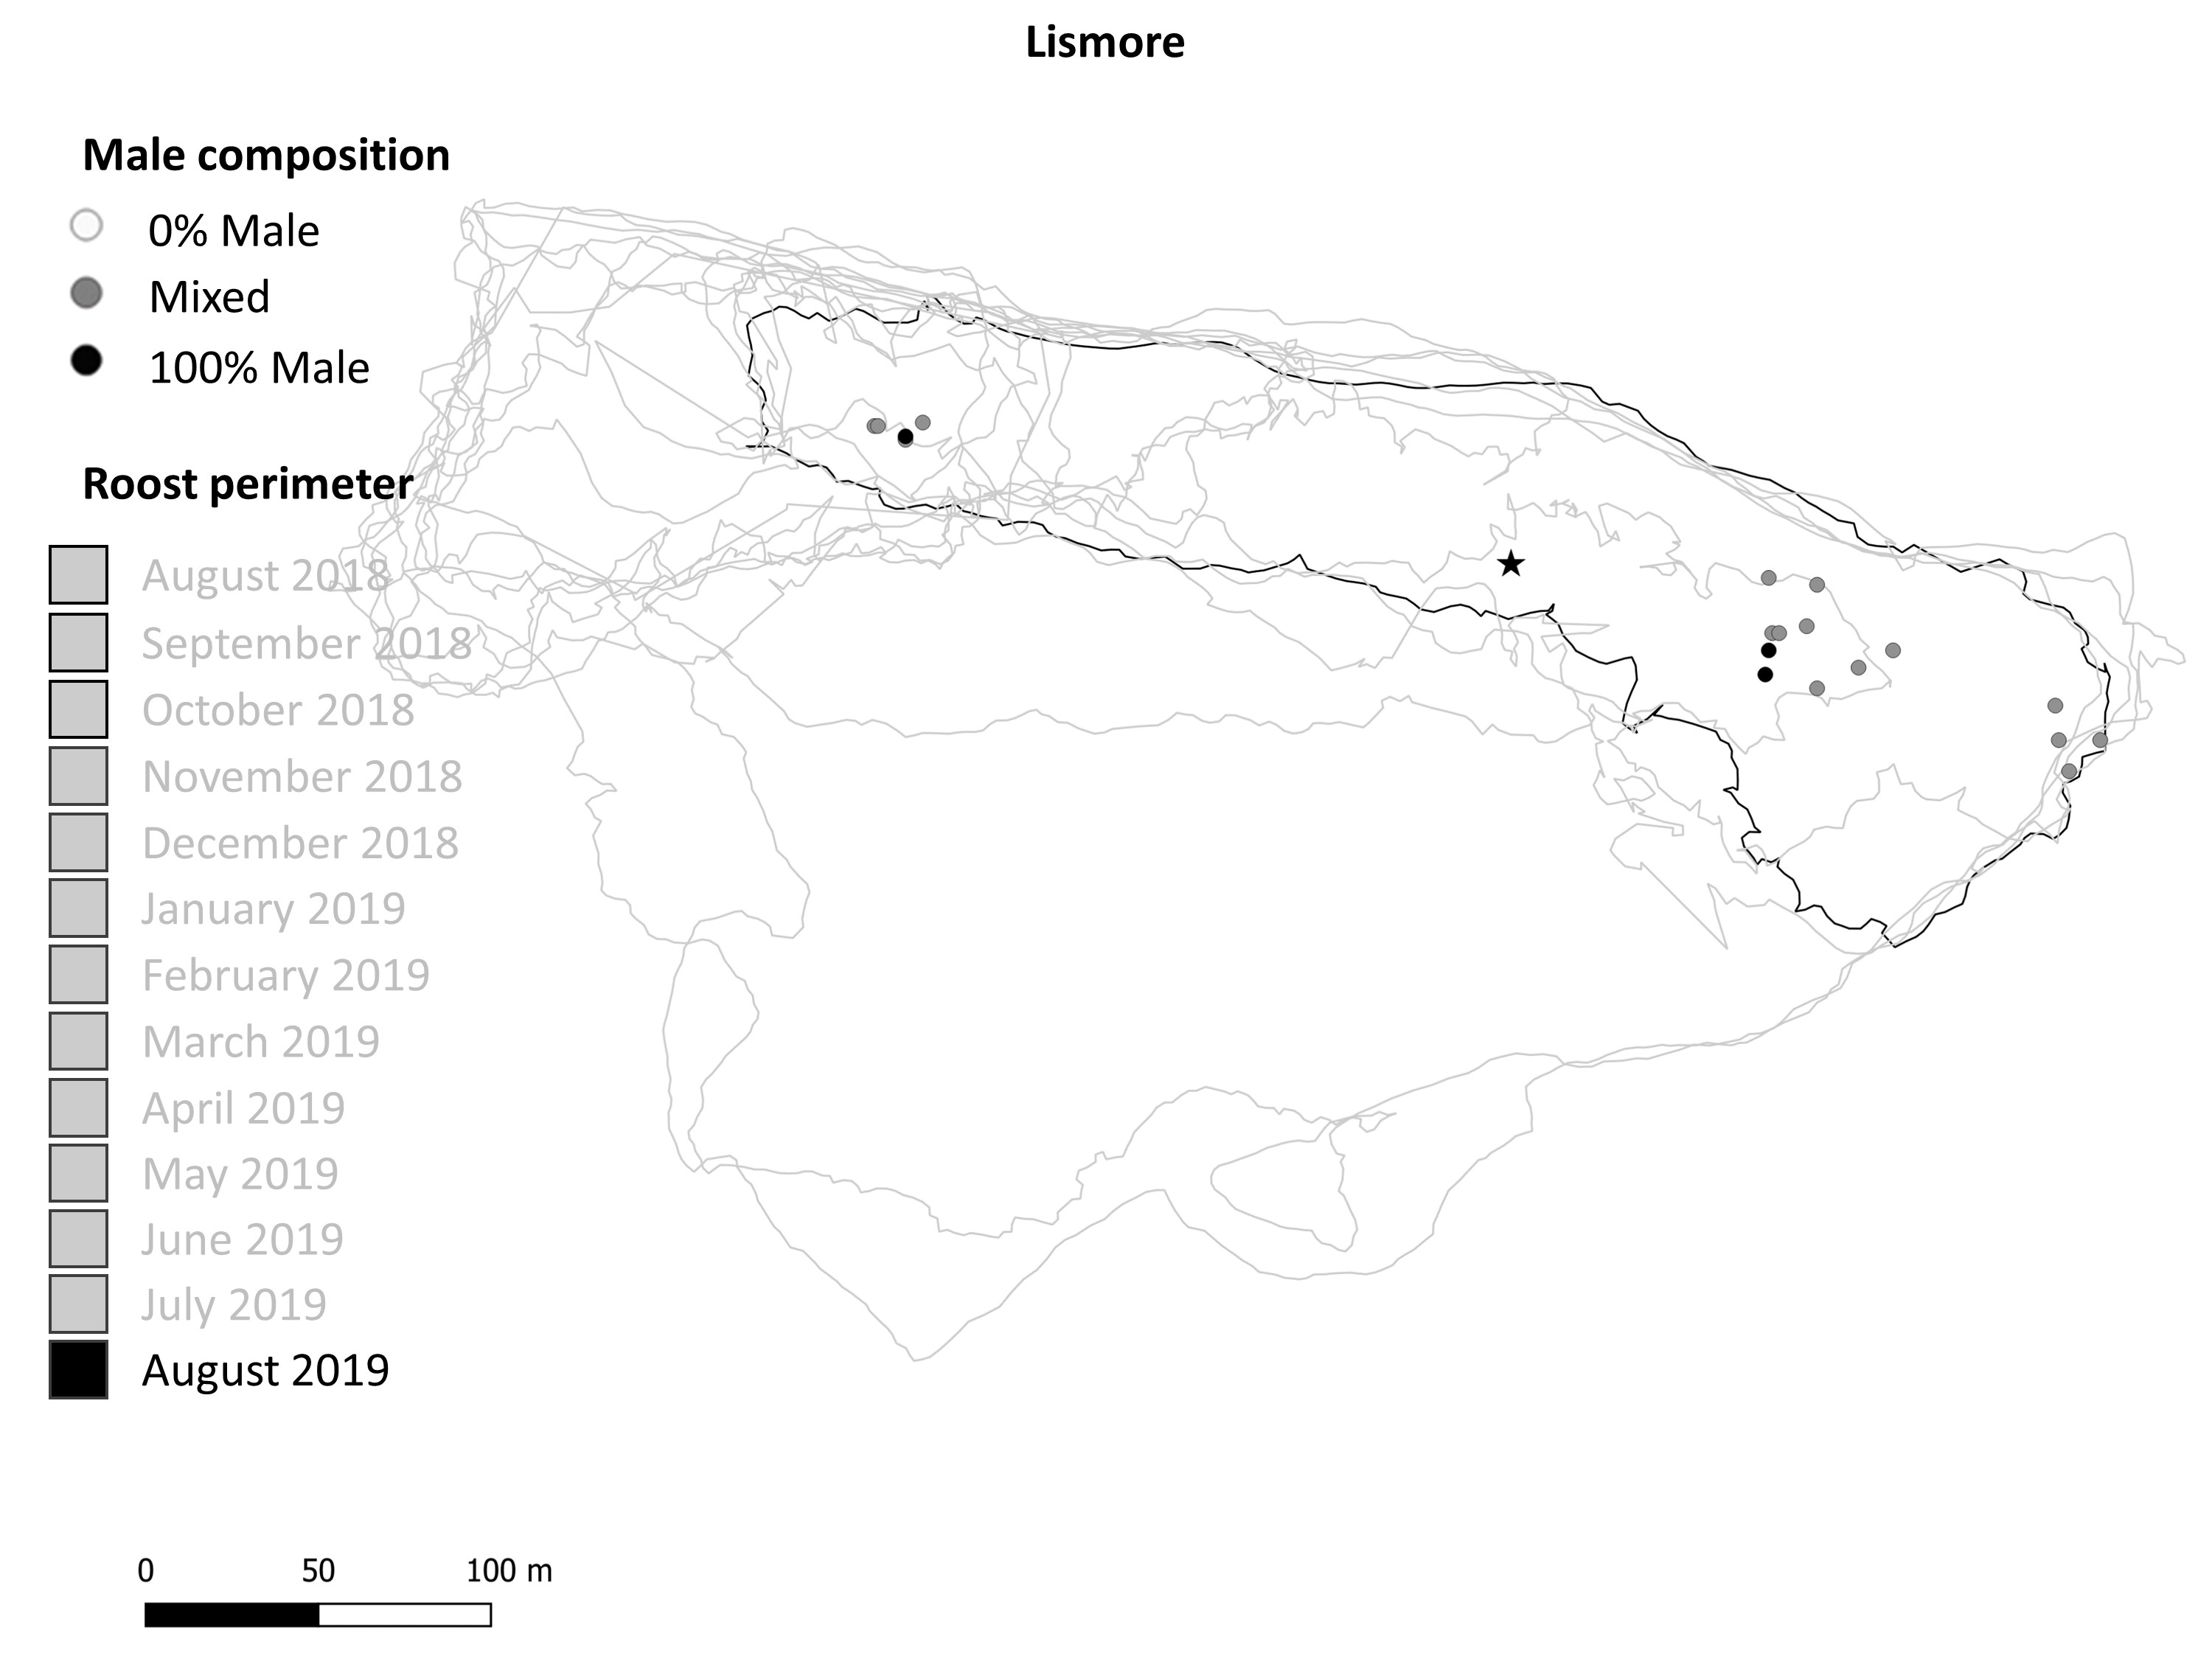 Lismore
Male composition
0% Male
Mixed
100% Male
Roost perimeter
August 2018
September 2018
October 2018
November 2018
December 2018
January 2019
February 2019
March 2019
April 2019
May 2019
June 2019
July 2019
August 2019
0 50 100 m